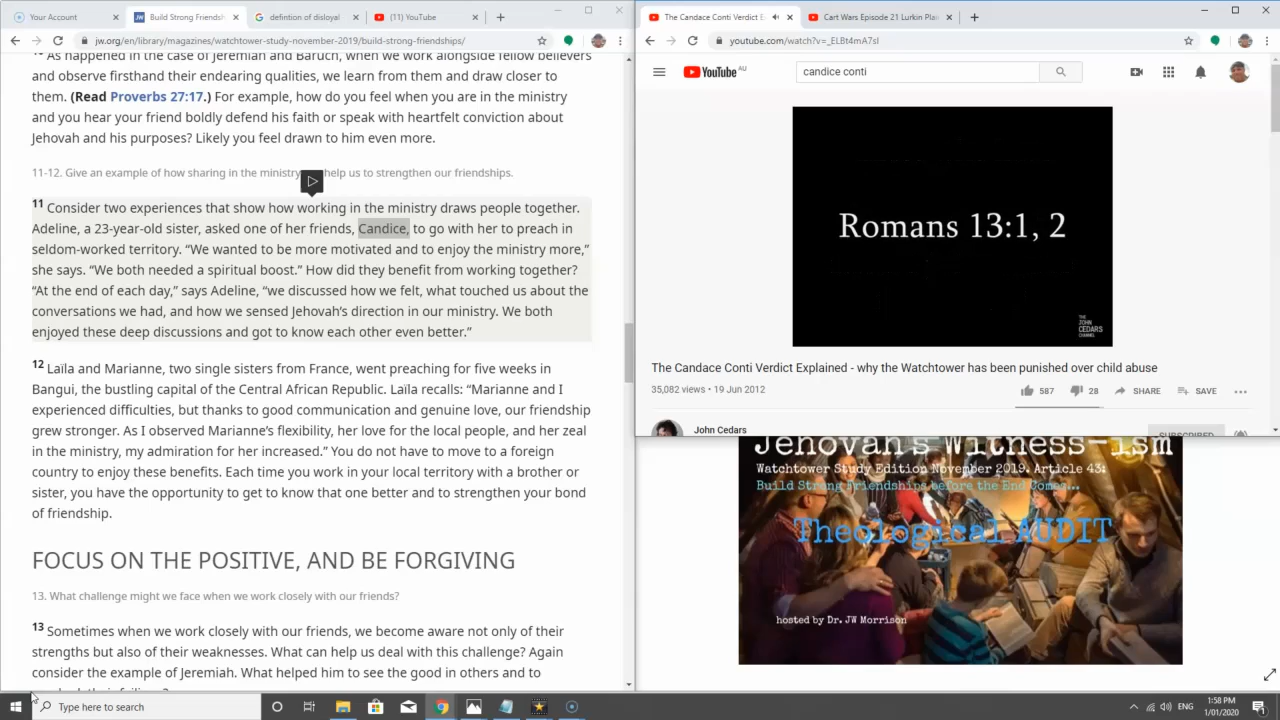 Your Account
Build Strong Friendsh
definition of disloyal
(11) YouTube
jw.org/en/library/magazines/watchtower-study-november-2019/build-strong-friendships/
As happened in the case of Jeremiah and Baruch, when we work alongside fellow believers
and observe firsthand their endearing qualities, we learn from them and draw closer to
them. (Read Proverbs 27:17.) For example, how do you feel when you are in the ministry
and you hear your friend boldly defend his faith or speak with heartfelt conviction about
Jehovah and his purposes? Likely you feel drawn to him even more.
11-12. Give an example of how sharing in the ministry help us to strengthen our friendships.
11 Consider two experiences that show how working in the ministry draws people together.
Adeline, a 23-year-old sister, asked one of her friends, Candice, to go with her to preach in
seldom-worked territory. “We wanted to be more motivated and to enjoy the ministry more,”
she says. “We both needed a spiritual boost.” How did they benefit from working together?
“At the end of each day,” says Adeline, “we discussed how we felt, what touched us about the
conversations we had, and how we sensed Jehovah’s direction in our ministry. We both
enjoyed these deep discussions and got to know each other even better.”
12 Laïla and Marianne, two single sisters from France, went preaching for five weeks in
Bangui, the bustling capital of the Central African Republic. Laïla recalls: “Marianne and I
experienced difficulties, but thanks to good communication and genuine love, our friendship
grew stronger. As I observed Marianne’s flexibility, her love for the local people, and her zeal
in the ministry, my admiration for her increased.” You do not have to move to a foreign
country to enjoy these benefits. Each time you work in your local territory with a brother or
sister, you have the opportunity to get to know that one better and to strengthen your bond
of friendship.
FOCUS ON THE POSITIVE, AND BE FORGIVING
13. What challenge might we face when we work closely with our friends?
13 Sometimes when we work closely with our friends, we become aware not only of their
strengths but also of their weaknesses. What can help us deal with this challenge? Again
consider the example of Jeremiah. What helped him to see the good in others and to
The Candace Conti Verdict E
Cart Wars Episode 21 Lurkin Pla
youtube.com/watch?v=_ELBt4mA7sI
YouTube AU
candice conti
Romans 13:1, 2
THE
JOHN
CEDARS
CHANNEL
The Candace Conti Verdict Explained - why the Watchtower has been punished over child abuse
35,082 views • 19 Jun 2012
587
28
SHARE
SAVE
John Cedars
SUBSCRIBED
Jehovah's Witness-ism
Watchtower Study Edition November 2019. Article 43:
Build Strong Friendships before the End Comes...
Theological AUDIT
hosted by Dr. JW Morrison
Type here to search
ENG
1:58 PM
1/01/2020
1